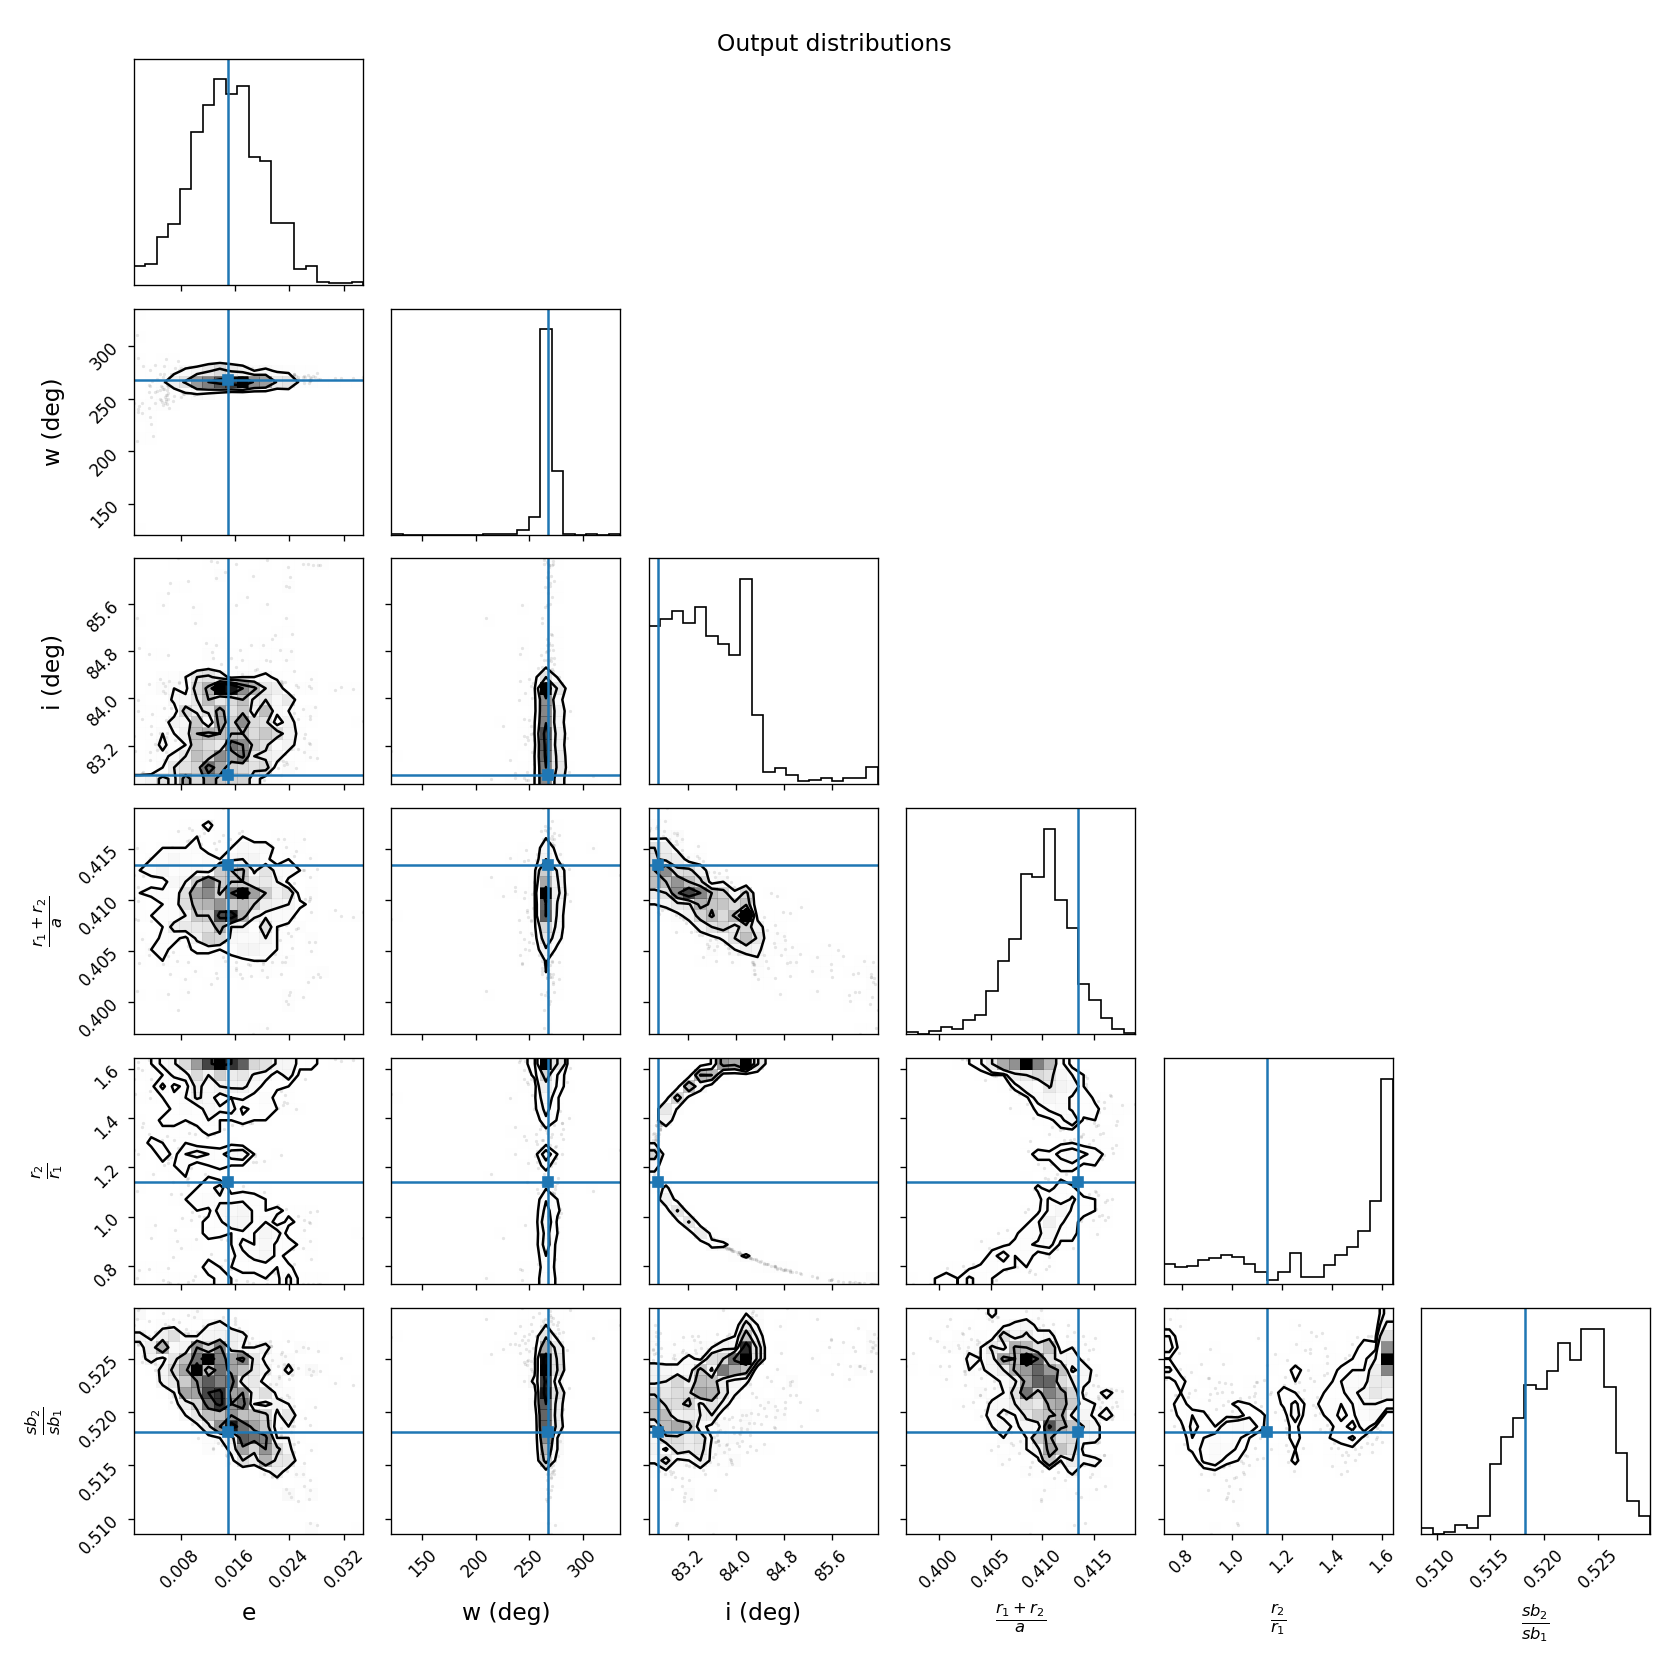 Output distributions
w (deg)
300
250
200
150
i (deg)
85.6
84.8
84.0
83.2
r₁ + r₂
a
0.415
0.410
0.405
0.400
r₂
r₁
1.6
1.4
1.2
1.0
0.8
sb₂
sb₁
0.525
0.520
0.515
0.510
0.008 0.016 0.024 0.032 150 200 250 300 83.2 84.0 84.8 85.6 0.400 0.405 0.410 0.415 0.8 1.0 1.2 1.4 1.6 0.510 0.515 0.520 0.525
e w (deg) i (deg)
r₁ + r₂
a
r₂
r₁
sb₂
sb₁